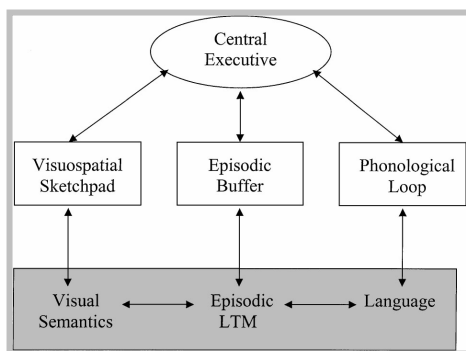 Central
Executive
Visuospatial
Sketchpad
Episodic
Buffer
Phonological
Loop
Visual
Semantics
Episodic
LTM
Language